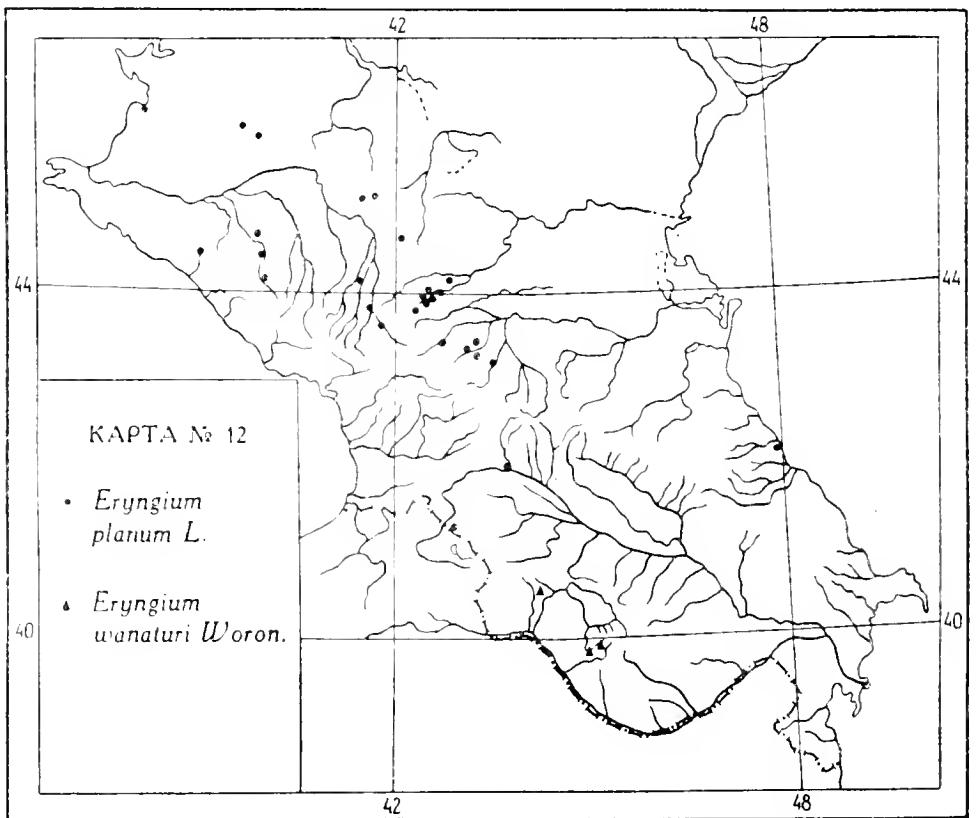 42 48
44 44
КАРТА № 12
• Eryngium
planum L.
▲ Eryngium
wanaturi Woron.
40 40
42 48